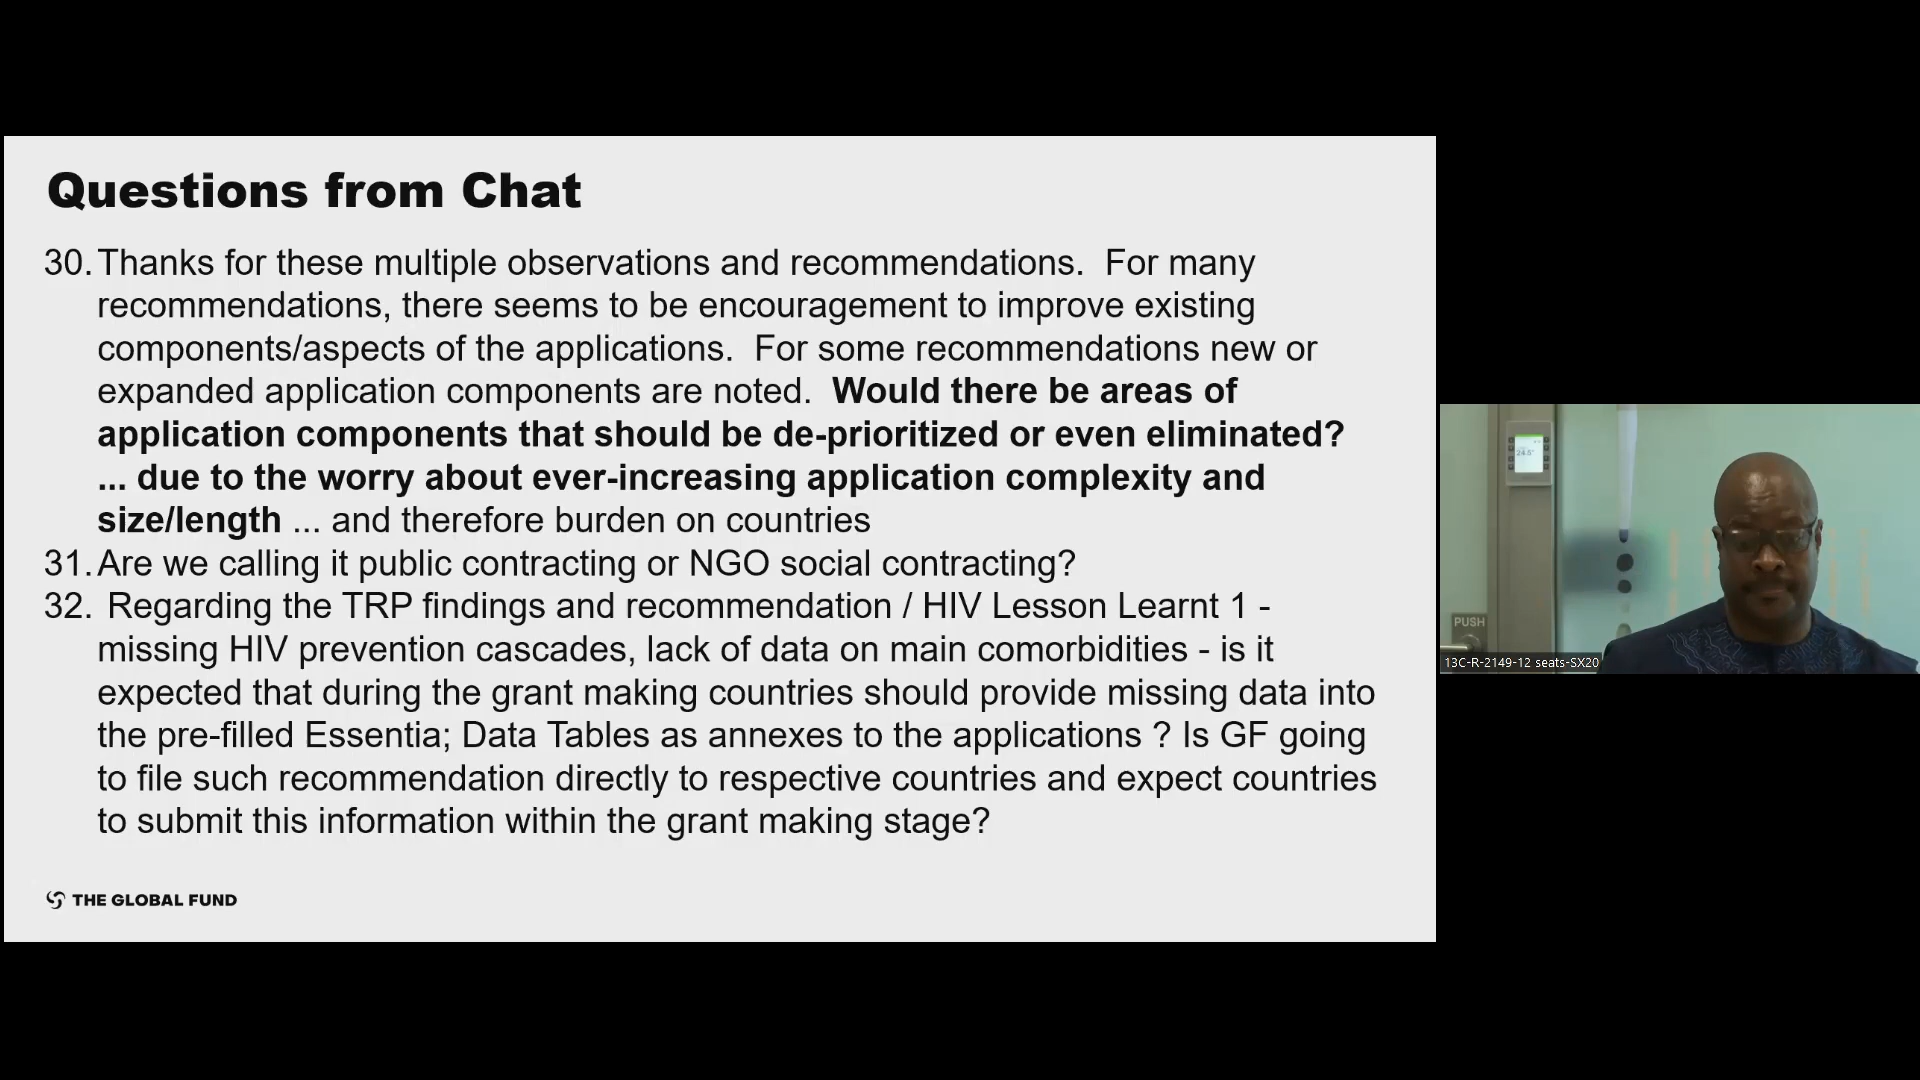 Questions from Chat
30. Thanks for these multiple observations and recommendations.  For many
recommendations, there seems to be encouragement to improve existing
components/aspects of the applications.  For some recommendations new or
expanded application components are noted.  Would there be areas of
application components that should be de-prioritized or even eliminated?
... due to the worry about ever-increasing application complexity and
size/length ... and therefore burden on countries
31. Are we calling it public contracting or NGO social contracting?
32.  Regarding the TRP findings and recommendation / HIV Lesson Learnt 1 -
missing HIV prevention cascades, lack of data on main comorbidities - is it
expected that during the grant making countries should provide missing data into
the pre-filled Essentia; Data Tables as annexes to the applications ? Is GF going
to file such recommendation directly to respective countries and expect countries
to submit this information within the grant making stage?
THE GLOBAL FUND
PUSH
13C-R-2149-12 seats-SX20